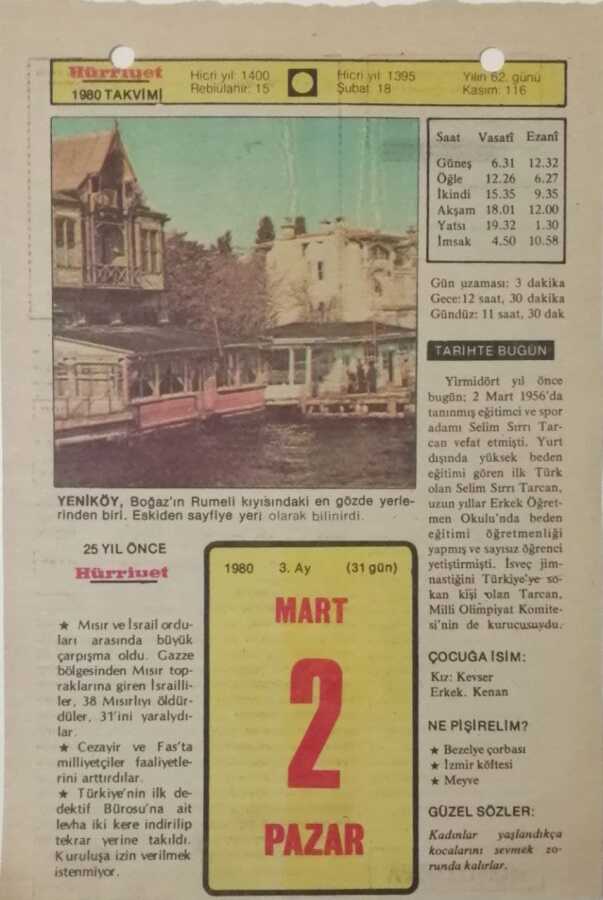 Hürriyet
1980 TAKVİMİ
Hicri yıl: 1400
Rebiulahir: 15
Hicri yıl 1395
Şubat 18
Yılın 62. günü
Kasım: 116
Saat Vasatî Ezanî
Güneş 6.31 12.32
Öğle 12.26 6.27
İkindi 15.35 9.35
Akşam 18.01 12.00
Yatsı 19.32 1.30
İmsak 4.50 10.58
Gün uzaması: 3 dakika
Gece:12 saat, 30 dakika
Gündüz: 11 saat, 30 dak
TARİHTE BUGÜN
Yirmidört yıl önce
bugün; 2 Mart 1956'da
tanınmış eğitimci ve spor
adamı Selim Sırrı Tar-
can vefat etmişti. Yurt
dışında yüksek beden
eğitimi gören ilk Türk
olan Selim Sırrı Tarcan,
uzun yıllar Erkek Öğret-
men Okulu'nda beden
eğitimi öğretmenliği
yapmış ve sayısız öğrenci
yetiştirmişti. İsveç jim-
nastiğini Türkiye'ye so-
kan kişi olan Tarcan,
Milli Olimpiyat Komite-
si'nin de kurucusuydu.
YENİKÖY, Boğaz'ın Rumeli kıyısındaki en gözde yerle-
rinden biri. Eskiden sayfiye yeri olarak bilinirdi.
25 YIL ÖNCE
Hürriyet
★ Mısır ve İsrail ordu-
ları arasında büyük
çarpışma oldu. Gazze
bölgesinden Mısır top-
raklarına giren İsrailli-
ler, 38 Mısırlıyı öldür-
düler, 31'ini yaralydı-
lar.
★ Cezayir ve Fas'ta
milliyetçiler faaliyetle-
rini arttırdılar.
★ Türkiye'nin ilk de-
dektif Bürosu'na ait
levha iki kere indirilip
tekrar yerine takıldı.
Kuruluşa izin verilmek
istenmiyor.
1980 3. Ay (31 gün)
MART
2
PAZAR
ÇOCUĞA İSİM:
Kız: Kevser
Erkek. Kenan
NE PİŞİRELİM?
★ Bezelye çorbası
★ İzmir köftesi
★ Meyve
GÜZEL SÖZLER:
Kadınlar yaşlandıkça
kocalarını sevmek zo-
runda kalırlar.